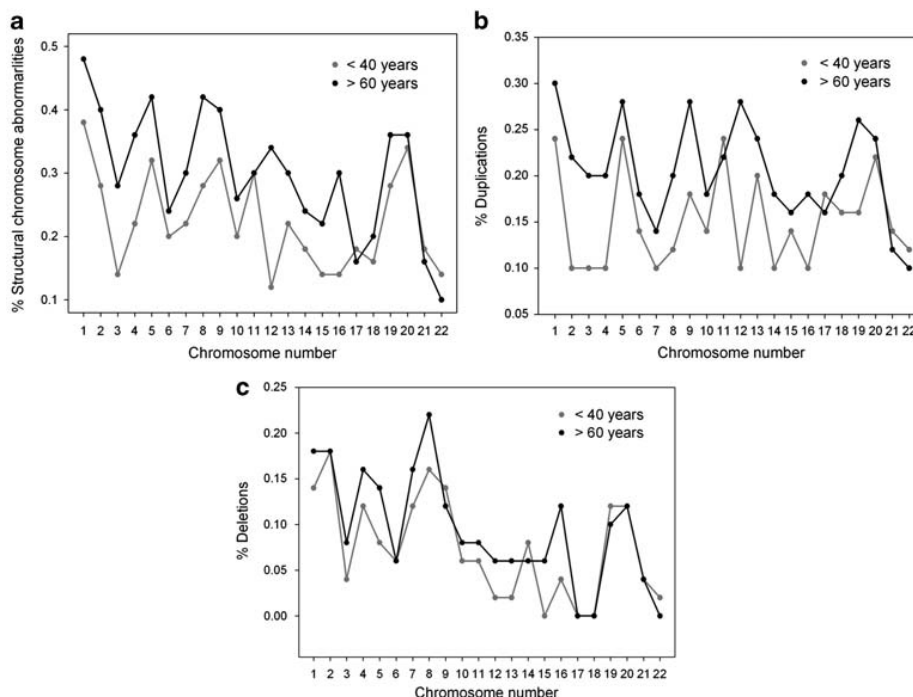 a
% Structural chromosome abnormarlities
0.5
0.4
0.3
0.2
0.1
< 40 years
> 60 years
1 2 3 4 5 6 7 8 9 10 11 12 13 14 15 16 17 18 19 20 21 22
Chromosome number
b
% Duplications
0.35
0.30
0.25
0.20
0.15
0.10
0.05
< 40 years
> 60 years
1 2 3 4 5 6 7 8 9 10 11 12 13 14 15 16 17 18 19 20 21 22
Chromosome number
c
% Deletions
0.25
0.20
0.15
0.10
0.05
0.00
< 40 years
> 60 years
1 2 3 4 5 6 7 8 9 10 11 12 13 14 15 16 17 18 19 20 21 22
Chromosome number